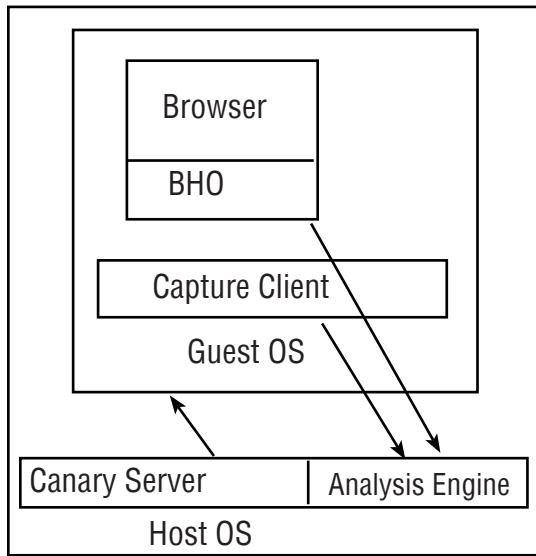 Browser
BHO
Capture Client
Guest OS
Canary Server
Analysis Engine
Host OS